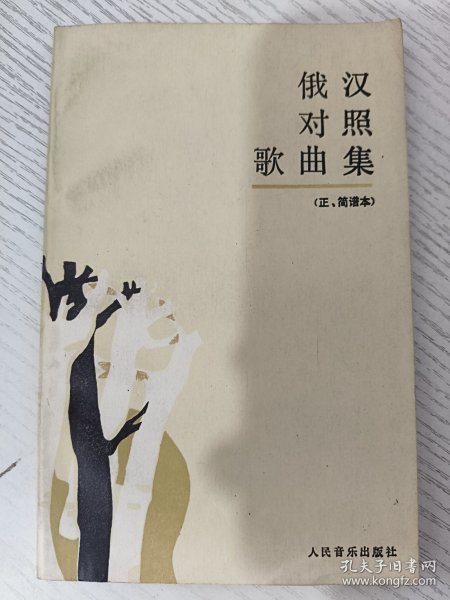 俄汉
对照
歌曲集
(正、简谱本)
人民音乐出版社
孔夫子旧书网
www.kongfz.com